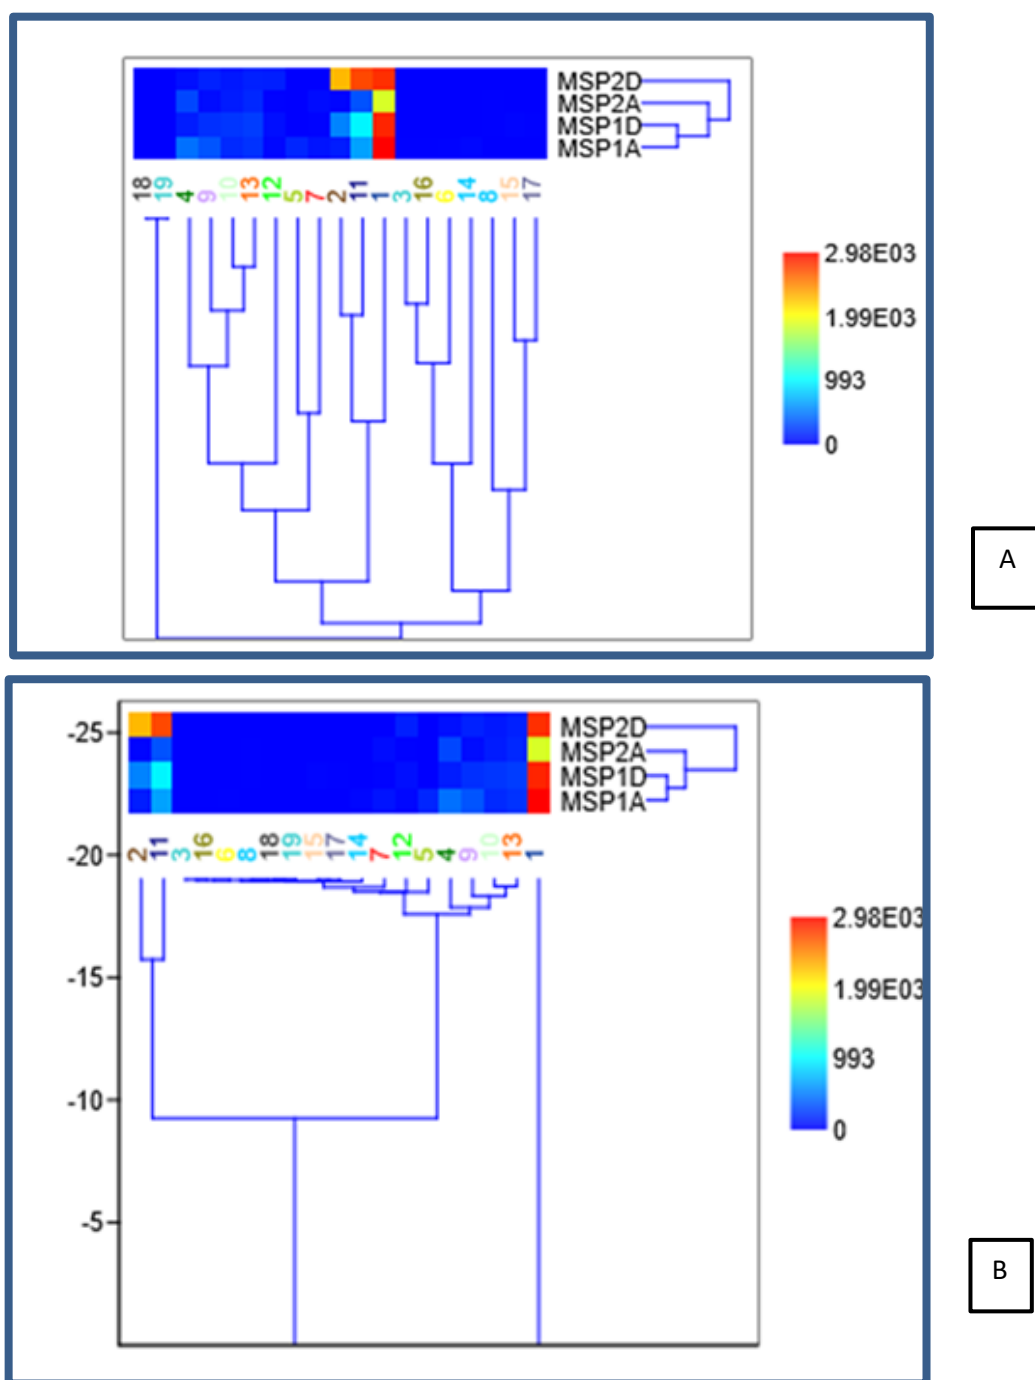 MSP2D
MSP2A
MSP1D
MSP1A
18 19 4 9 10 13 12 5 7 2 11 1 3 16 6 14 8 15 17
2.98E03
1.99E03
993
0
A
-25
-20
-15
-10
-5
MSP2D
MSP2A
MSP1D
MSP1A
2 11 3 16 6 8 18 19 15 17 14 7 12 5 4 9 10 13 1
2.98E03
1.99E03
993
0
B